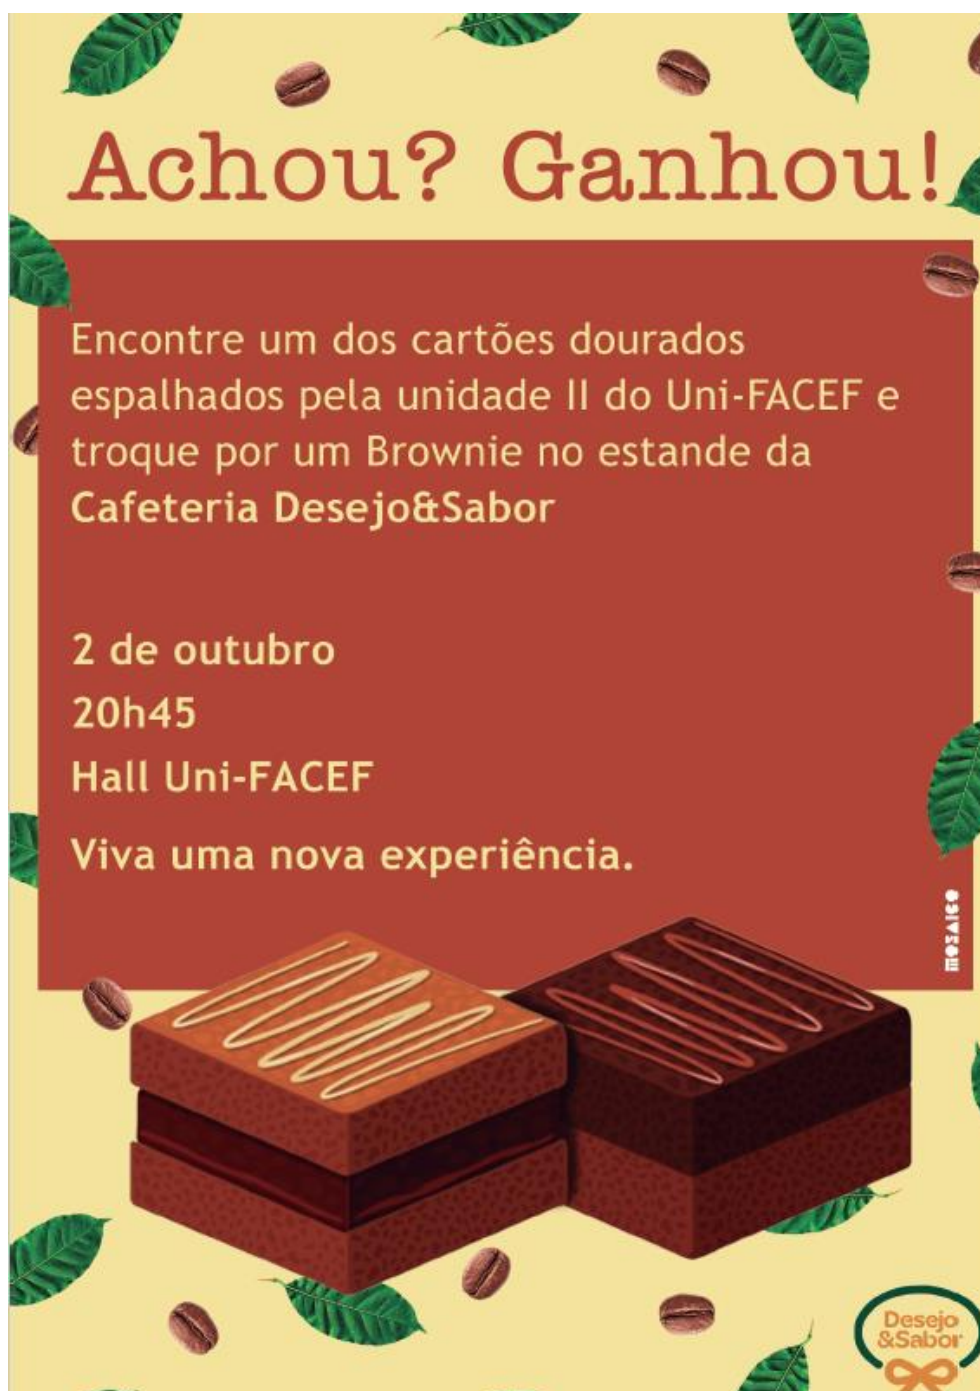 Achou? Ganhou!
Encontre um dos cartões dourados
espalhados pela unidade II do Uni-FACEF e
troque por um Brownie no estande da
Cafeteria Desejo&Sabor
2 de outubro
20h45
Hall Uni-FACEF
Viva uma nova experiência.
MOSAICO
Desejo
&Sabor